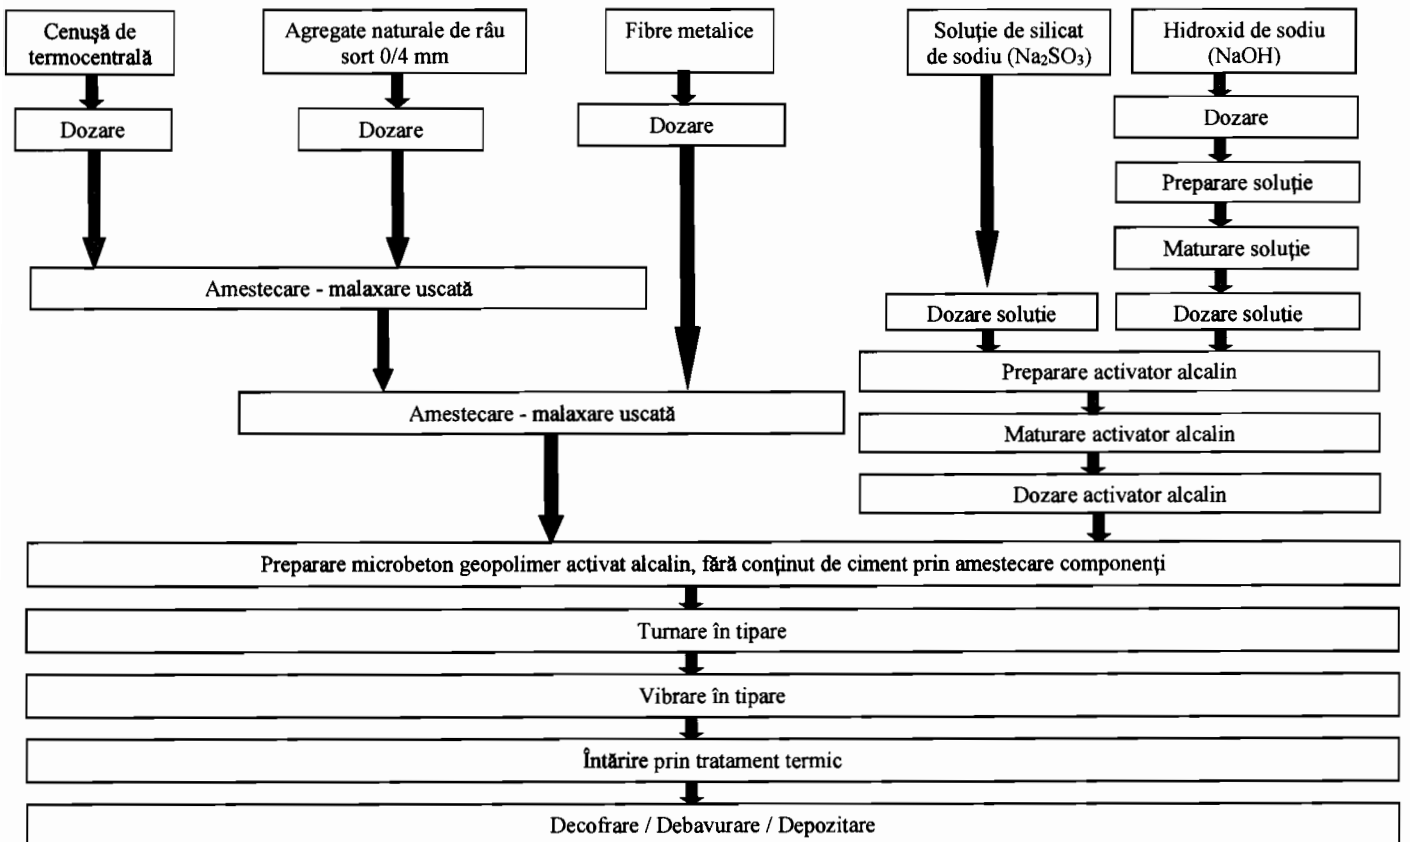 Cenușă de
termocentrală
Agregate naturale de râu
sort 0/4 mm
Fibre metalice
Soluție de silicat
de sodiu (Na₂SO₃)
Hidroxid de sodiu
(NaOH)
Dozare
Dozare
Dozare
Dozare
Preparare soluție
Maturare soluție
Amestecare - malaxare uscată
Dozare solutie
Dozare solutie
Preparare activator alcalin
Amestecare - malaxare uscată
Maturare activator alcalin
Dozare activator alcalin
Preparare microbeton geopolimer activat alcalin, fără conținut de ciment prin amestecare componenți
Turnare în tipare
Vibrare în tipare
Întărire prin tratament termic
Decofrare / Debavurare / Depozitare